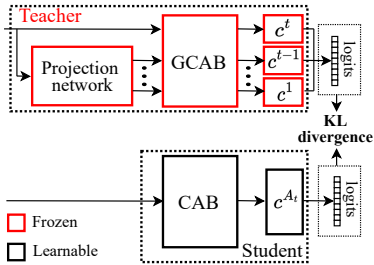 Teacher
Projection
network
GCAB
c^t
c^{t-1}
c^1
logits
KL
divergence
CAB
c^{A_t}
logits
Frozen
Learnable
Student